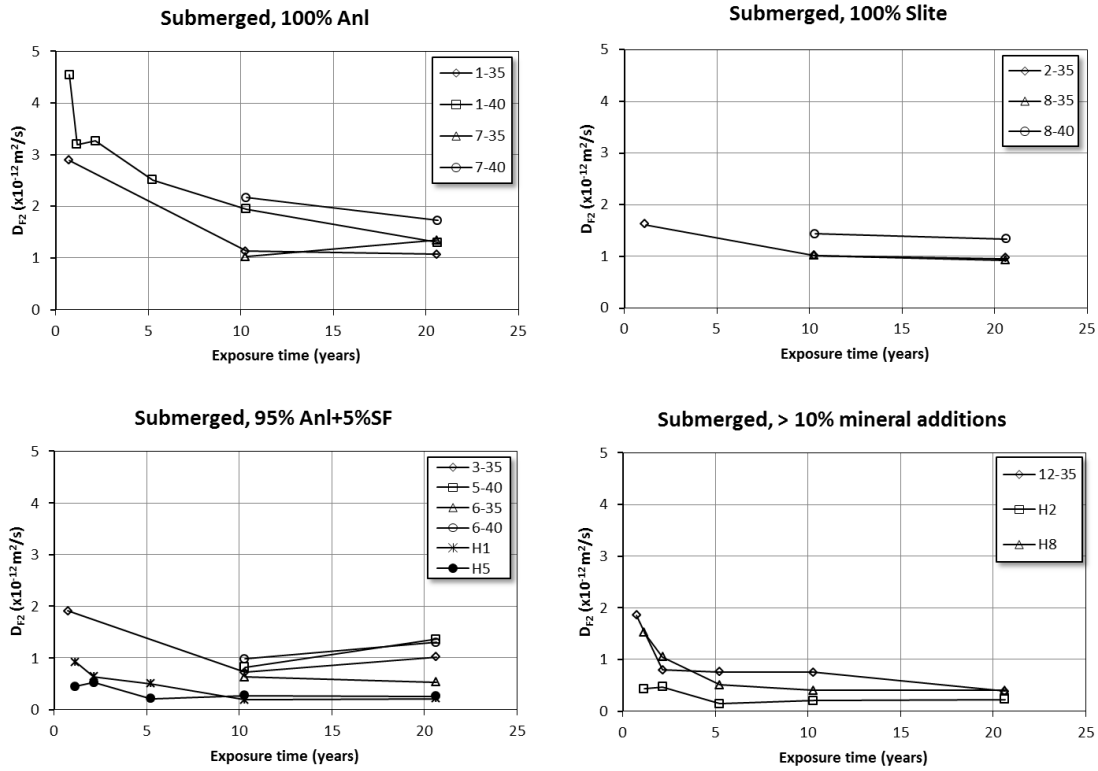 Submerged, 100% Anl
D_F2 (x10⁻¹² m²/s)
5
4
3
2
1
0
0 5 10 15 20 25
Exposure time (years)
1-35
1-40
7-35
7-40
Submerged, 100% Slite
D_F2 (x10⁻¹² m²/s)
5
4
3
2
1
0
0 5 10 15 20 25
Exposure time (years)
2-35
8-35
8-40
Submerged, 95% Anl+5%SF
D_F2 (x10⁻¹² m²/s)
5
4
3
2
1
0
0 5 10 15 20 25
Exposure time (years)
3-35
5-40
6-35
6-40
H1
H5
Submerged, > 10% mineral additions
D_F2 (x10⁻¹² m²/s)
5
4
3
2
1
0
0 5 10 15 20 25
Exposure time (years)
12-35
H2
H8